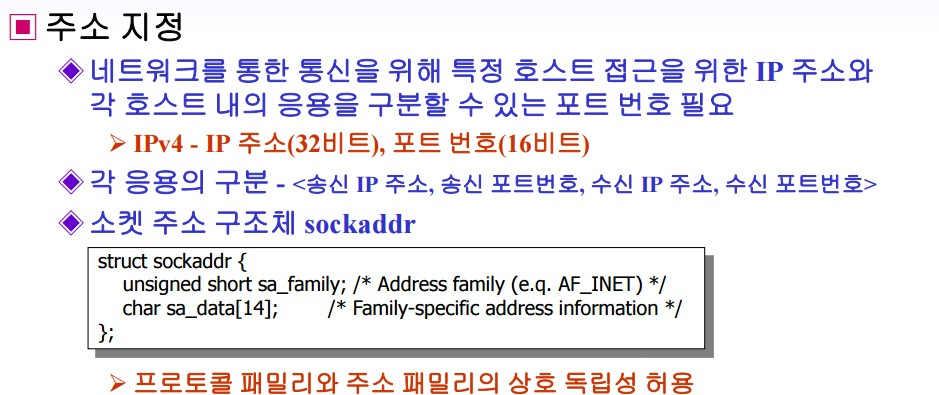 주소 지정
네트워크를 통한 통신을 위해 특정 호스트 접근을 위한 IP 주소와
각 호스트 내의 응용을 구분할 수 있는 포트 번호 필요
IPv4 - IP 주소(32비트), 포트 번호(16비트)
각 응용의 구분 - <송신 IP 주소, 송신 포트번호, 수신 IP 주소, 수신 포트번호>
소켓 주소 구조체 sockaddr
struct sockaddr {
unsigned short sa_family; /* Address family (e.q. AF_INET) */
char sa_data[14]; /* Family-specific address information */
};
프로토콜 패밀리와 주소 패밀리의 상호 독립성 허용